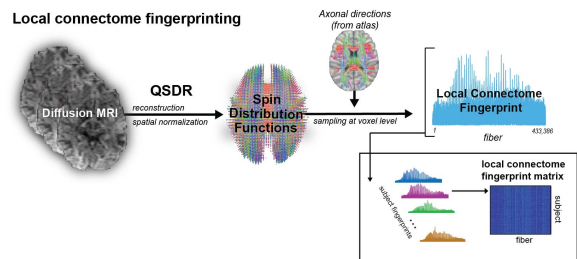 Local connectome fingerprinting
Axonal directions
(from atlas)
Diffusion MRI
QSDR
reconstruction
spatial normalization
Spin
Distribution
Functions
sampling at voxel level
Local Connectome
Fingerprint
1
433,386
fiber
subject fingerprints
...
local connectome
fingerprint matrix
subject
fiber